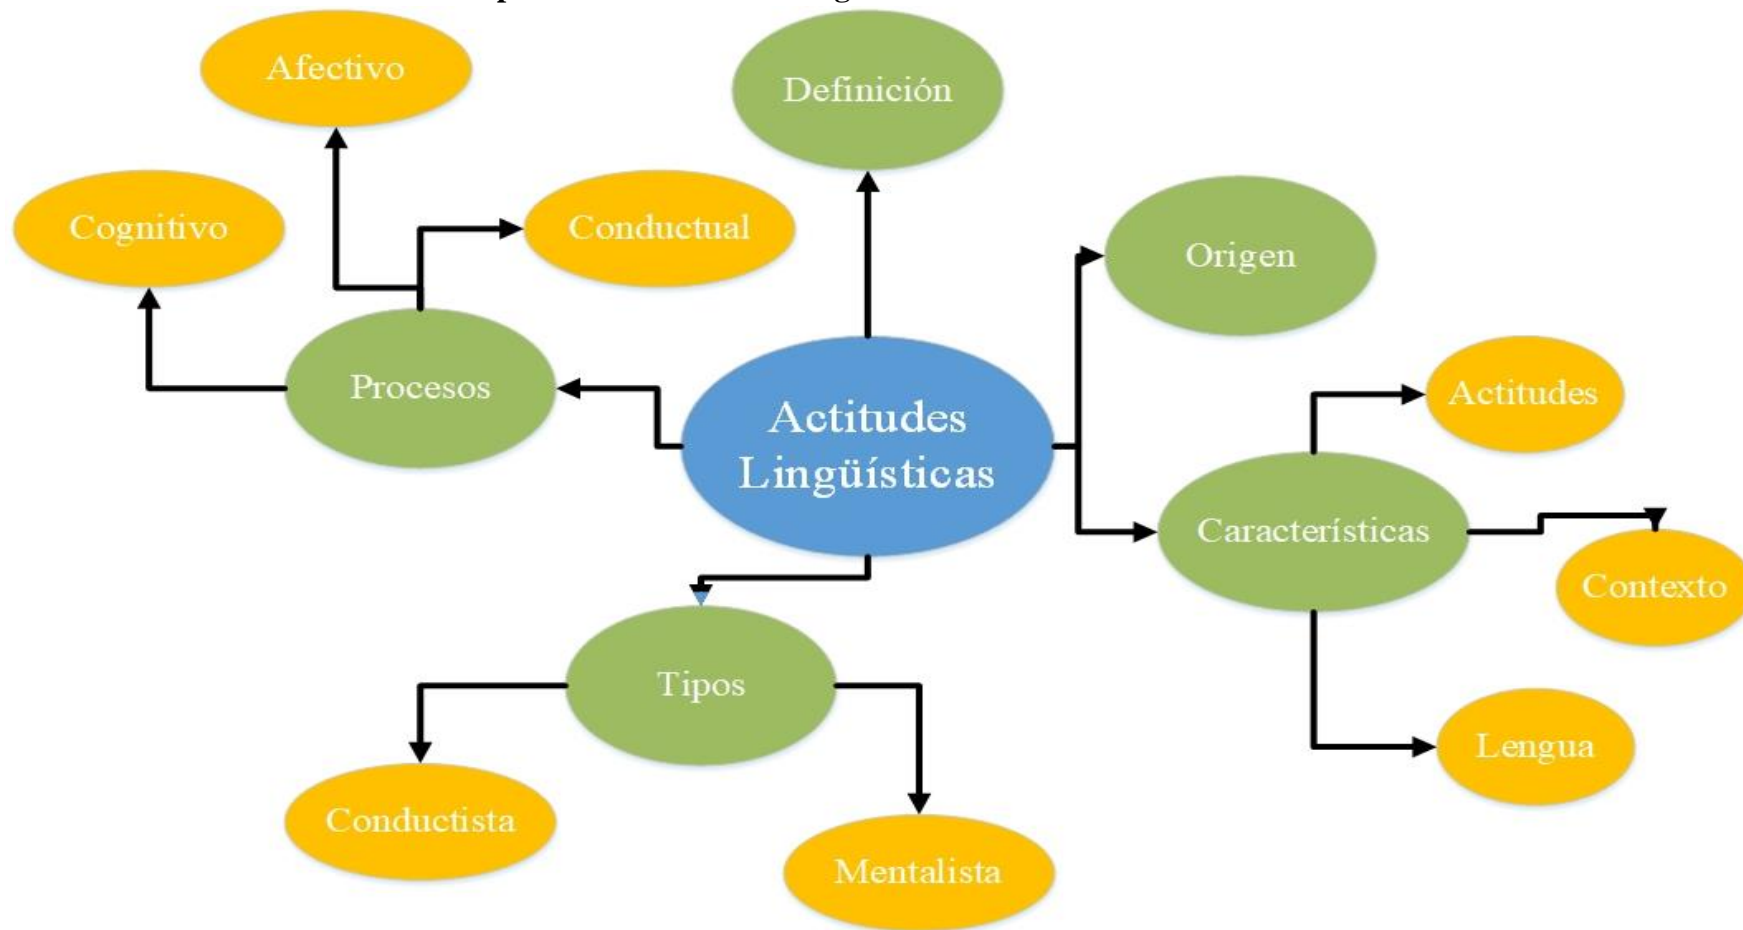 Afectivo
Definición
Cognitivo
Conductual
Origen
Procesos
Actitudes
Actitudes
Lingüísticas
Características
Contexto
Tipos
Lengua
Conductista
Mentalista